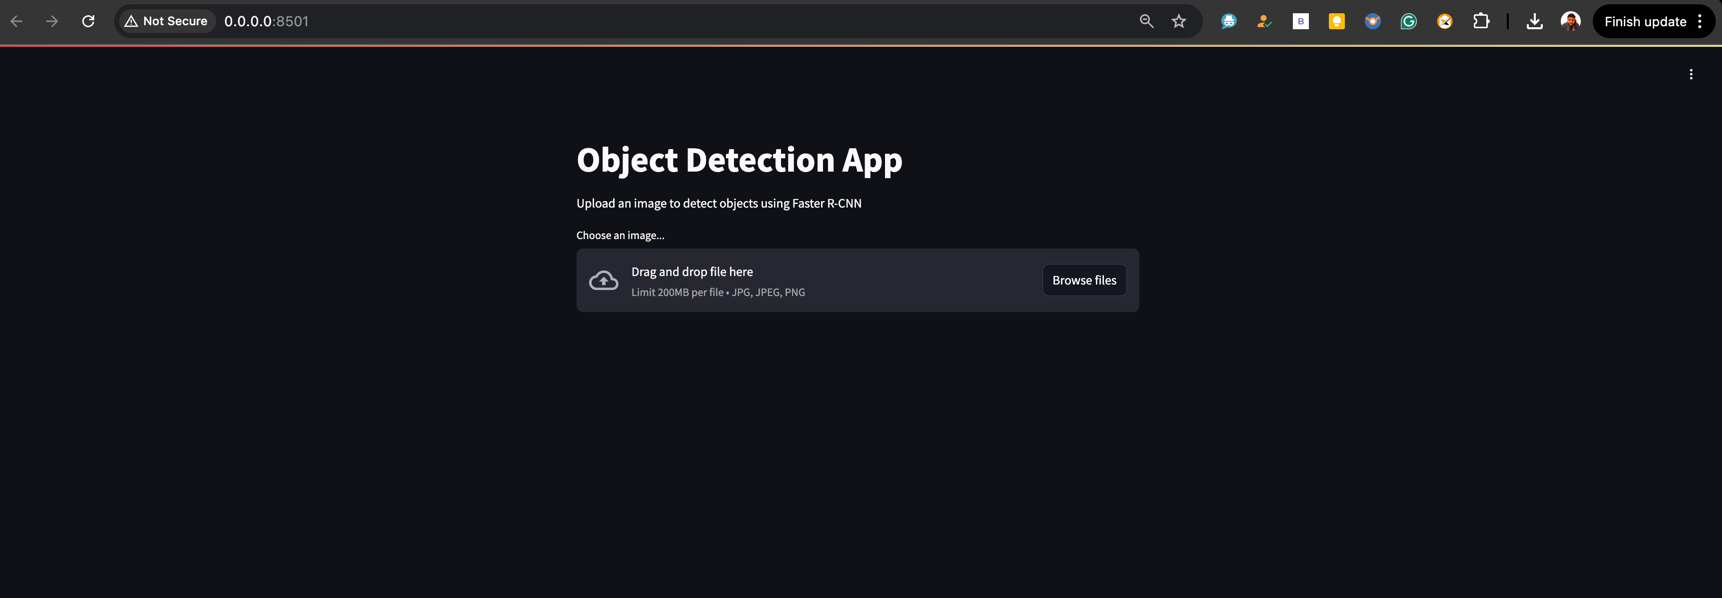 Not Secure 0.0.0.0:8501
B
Finish update
Object Detection App
Upload an image to detect objects using Faster R-CNN
Choose an image...
Drag and drop file here
Limit 200MB per file • JPG, JPEG, PNG
Browse files